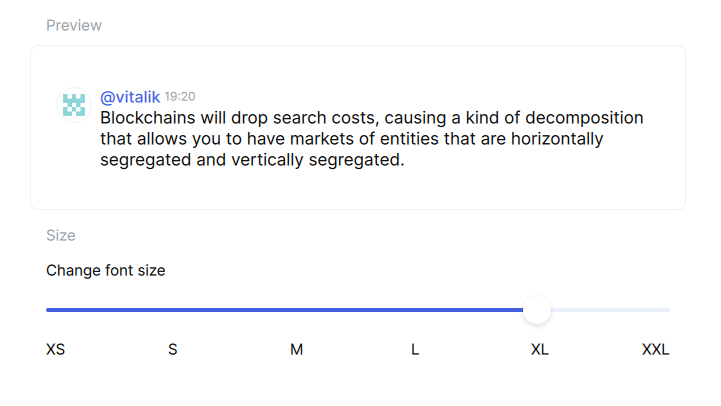 Preview
@vitalik 19:20
Blockchains will drop search costs, causing a kind of decomposition
that allows you to have markets of entities that are horizontally
segregated and vertically segregated.
Size
Change font size
XS S M L XL XXL